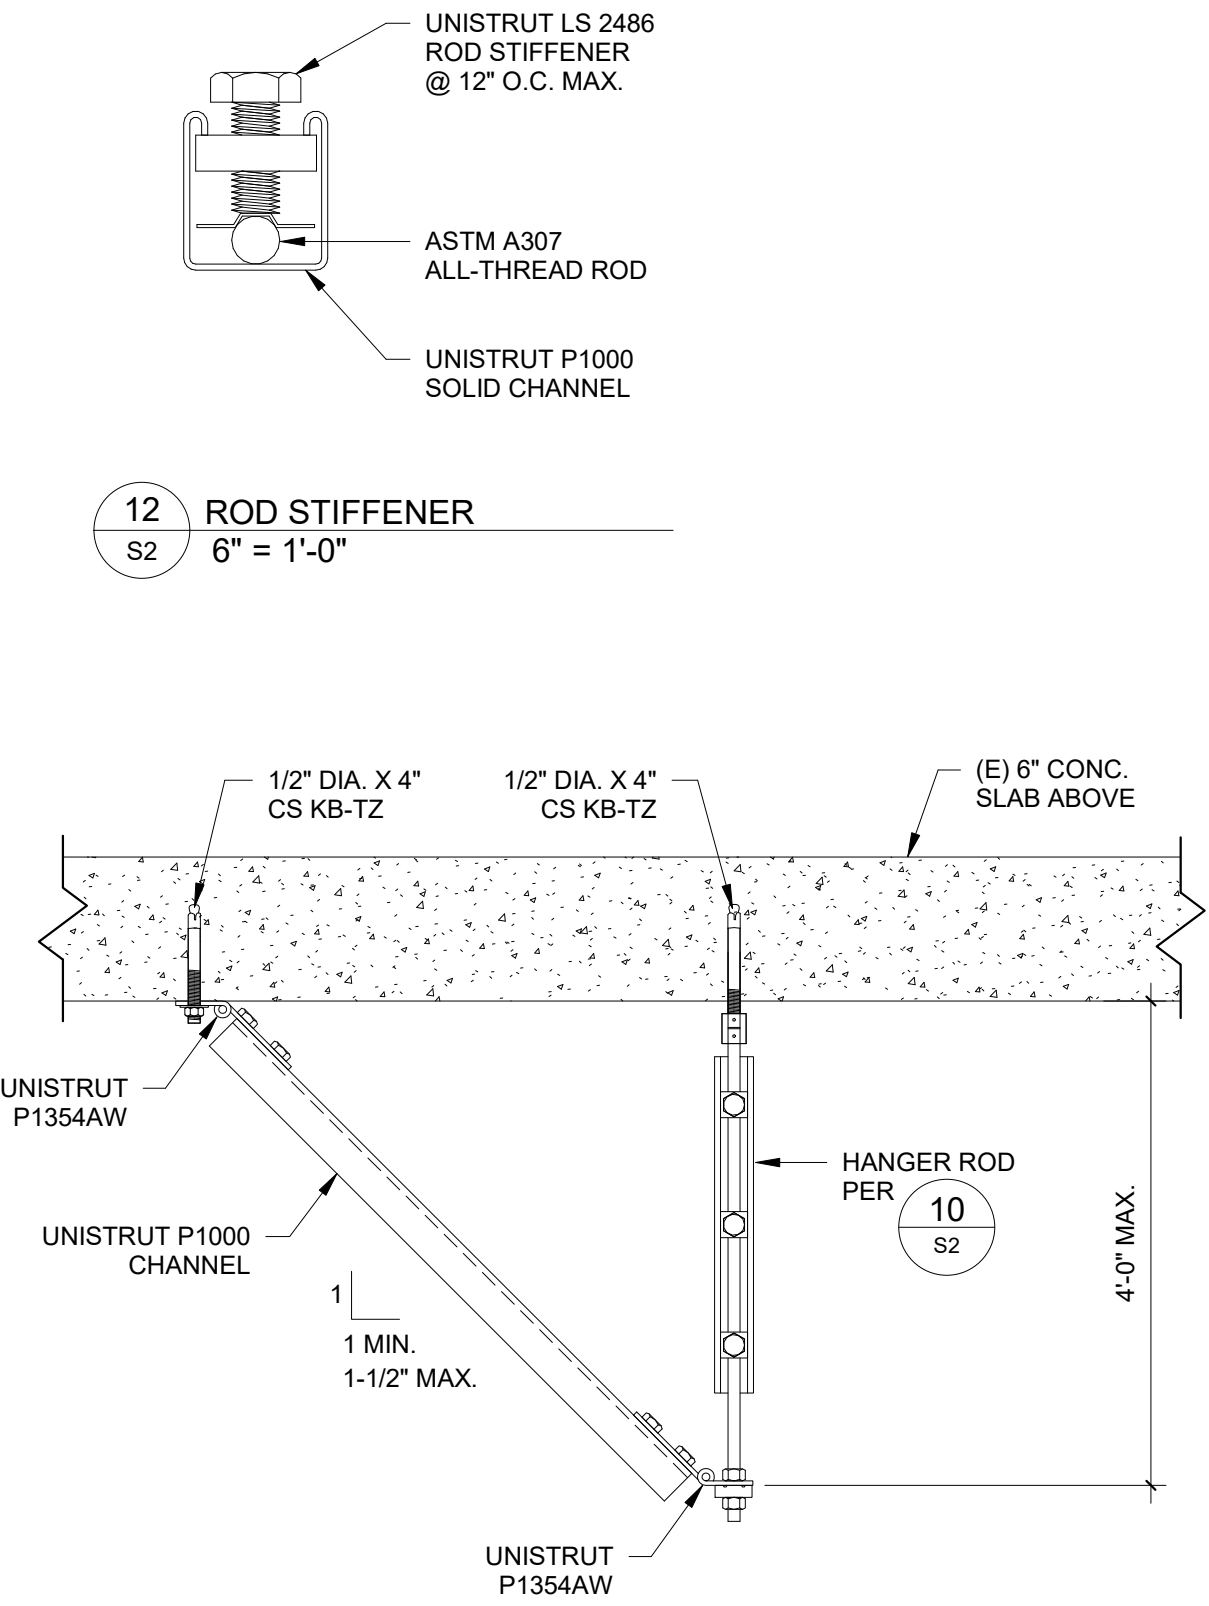 UNISTRUT LS 2486
ROD STIFFENER
@ 12" O.C. MAX.
ASTM A307
ALL-THREAD ROD
UNISTRUT P1000
SOLID CHANNEL
12
S2
ROD STIFFENER
6" = 1'-0"
1/2" DIA. X 4"
CS KB-TZ
1/2" DIA. X 4"
CS KB-TZ
(E) 6" CONC.
SLAB ABOVE
UNISTRUT
P1354AW
HANGER ROD
PER
10
S2
4'-0" MAX.
UNISTRUT P1000
CHANNEL
1
1 MIN.
1-1/2" MAX.
UNISTRUT
P1354AW